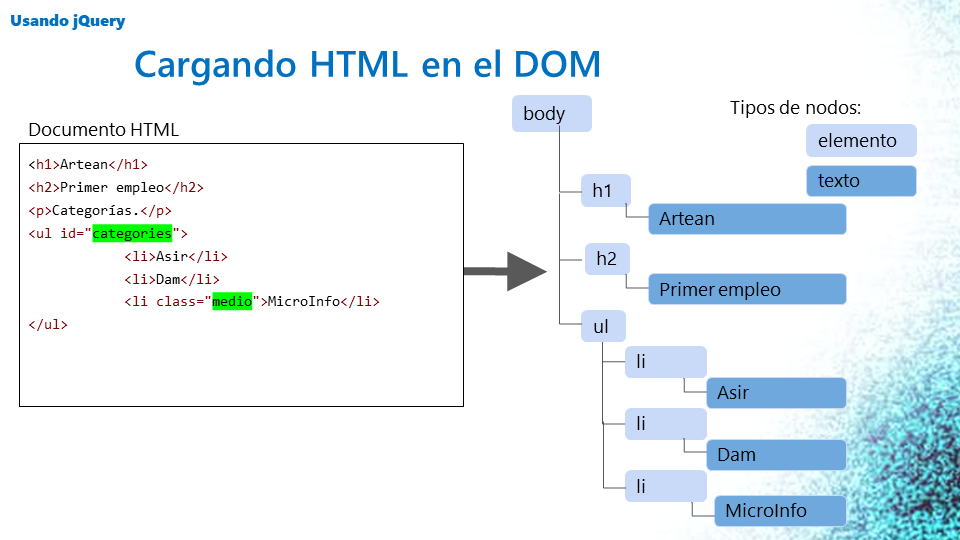 Usando jQuery
Cargando HTML en el DOM
Documento HTML
<h1>Artean</h1>
<h2>Primer empleo</h2>
<p>Categorías.</p>
<ul id="categories">
<li>Asir</li>
<li>Dam</li>
<li class="medio">MicroInfo</li>
</ul>
body
h1
Artean
h2
Primer empleo
ul
li
Asir
li
Dam
li
MicroInfo
Tipos de nodos:
elemento
texto